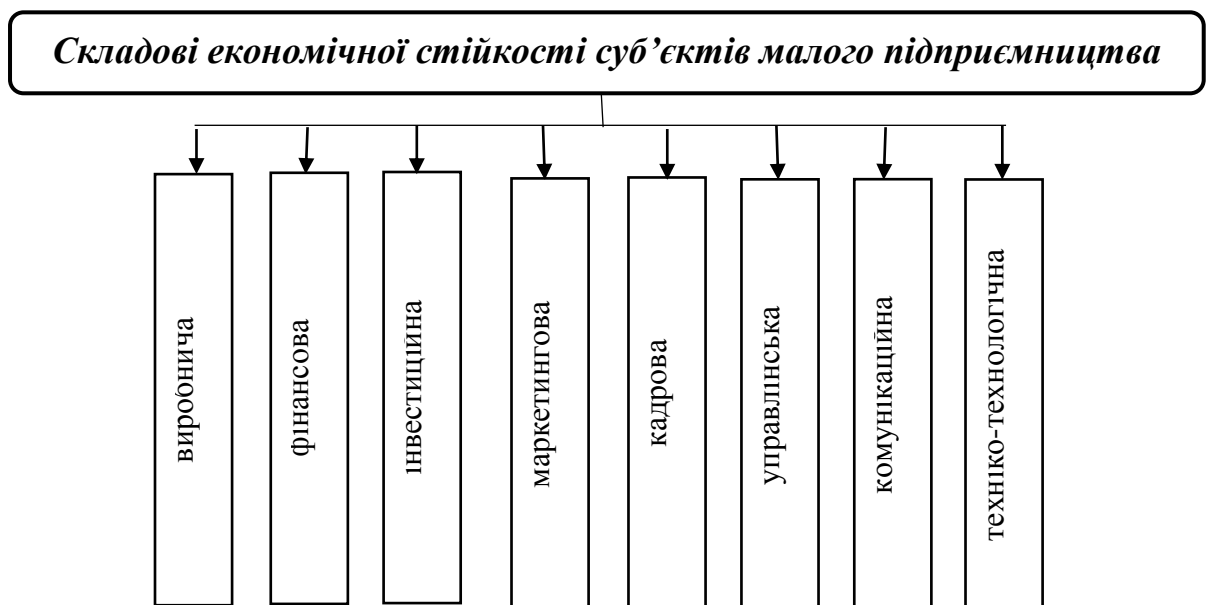 Складові економічної стійкості суб’єктів малого підприємництва
виробнича
фінансова
інвестиційна
маркетингова
кадрова
управлінська
комунікаційна
техніко-технологічна